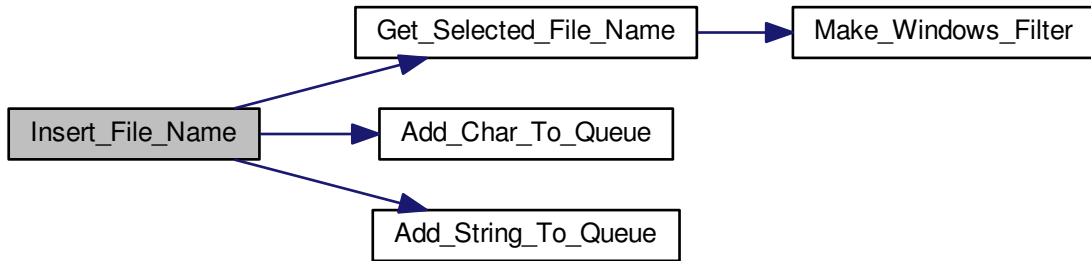 Get_Selected_File_Name
Make_Windows_Filter
Insert_File_Name
Add_Char_To_Queue
Add_String_To_Queue